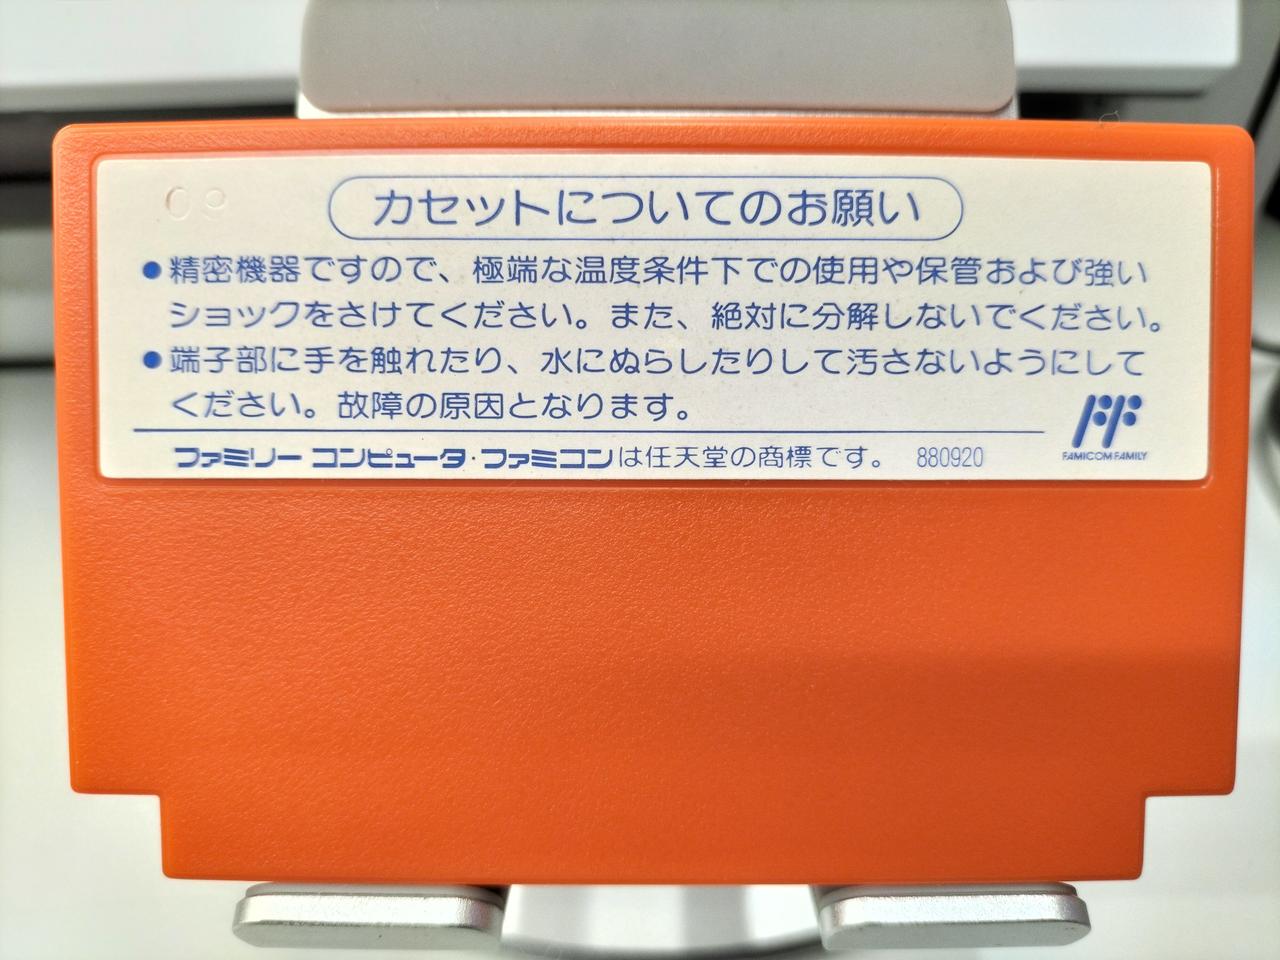 09
カセットについてのお願い
●精密機器ですので、極端な温度条件下での使用や保管および強い
ショックをさけてください。また、絶対に分解しないでください。
●端子部に手を触れたり、水にぬらしたりして汚さないようにして
ください。故障の原因となります。
ファミリー コンピュータ・ファミコンは任天堂の商標です。 880920
FF
FAMICOM FAMILY